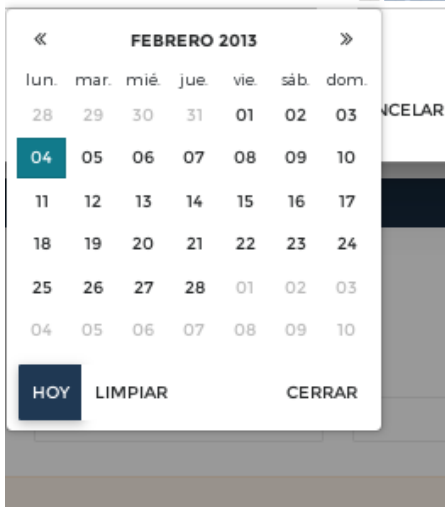 « FEBRERO 2013 »
lun. mar. mié. jue. vie. sáb. dom.
28 29 30 31 01 02 03
NCELAR
04 05 06 07 08 09 10
11 12 13 14 15 16 17
18 19 20 21 22 23 24
25 26 27 28 01 02 03
04 05 06 07 08 09 10
HOY LIMPIAR CERRAR